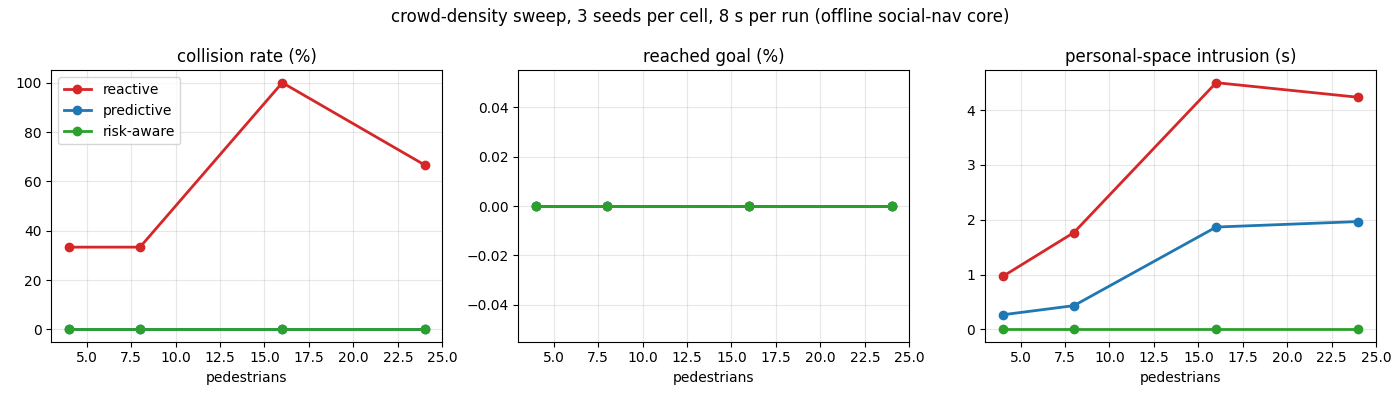 crowd-density sweep, 3 seeds per cell, 8 s per run (offline social-nav core)
collision rate (%)
100
80
60
40
20
0
reactive
predictive
risk-aware
5.0 7.5 10.0 12.5 15.0 17.5 20.0 22.5 25.0
pedestrians
reached goal (%)
0.04
0.02
0.00
−0.02
−0.04
5.0 7.5 10.0 12.5 15.0 17.5 20.0 22.5 25.0
pedestrians
personal-space intrusion (s)
4
3
2
1
0
5.0 7.5 10.0 12.5 15.0 17.5 20.0 22.5 25.0
pedestrians